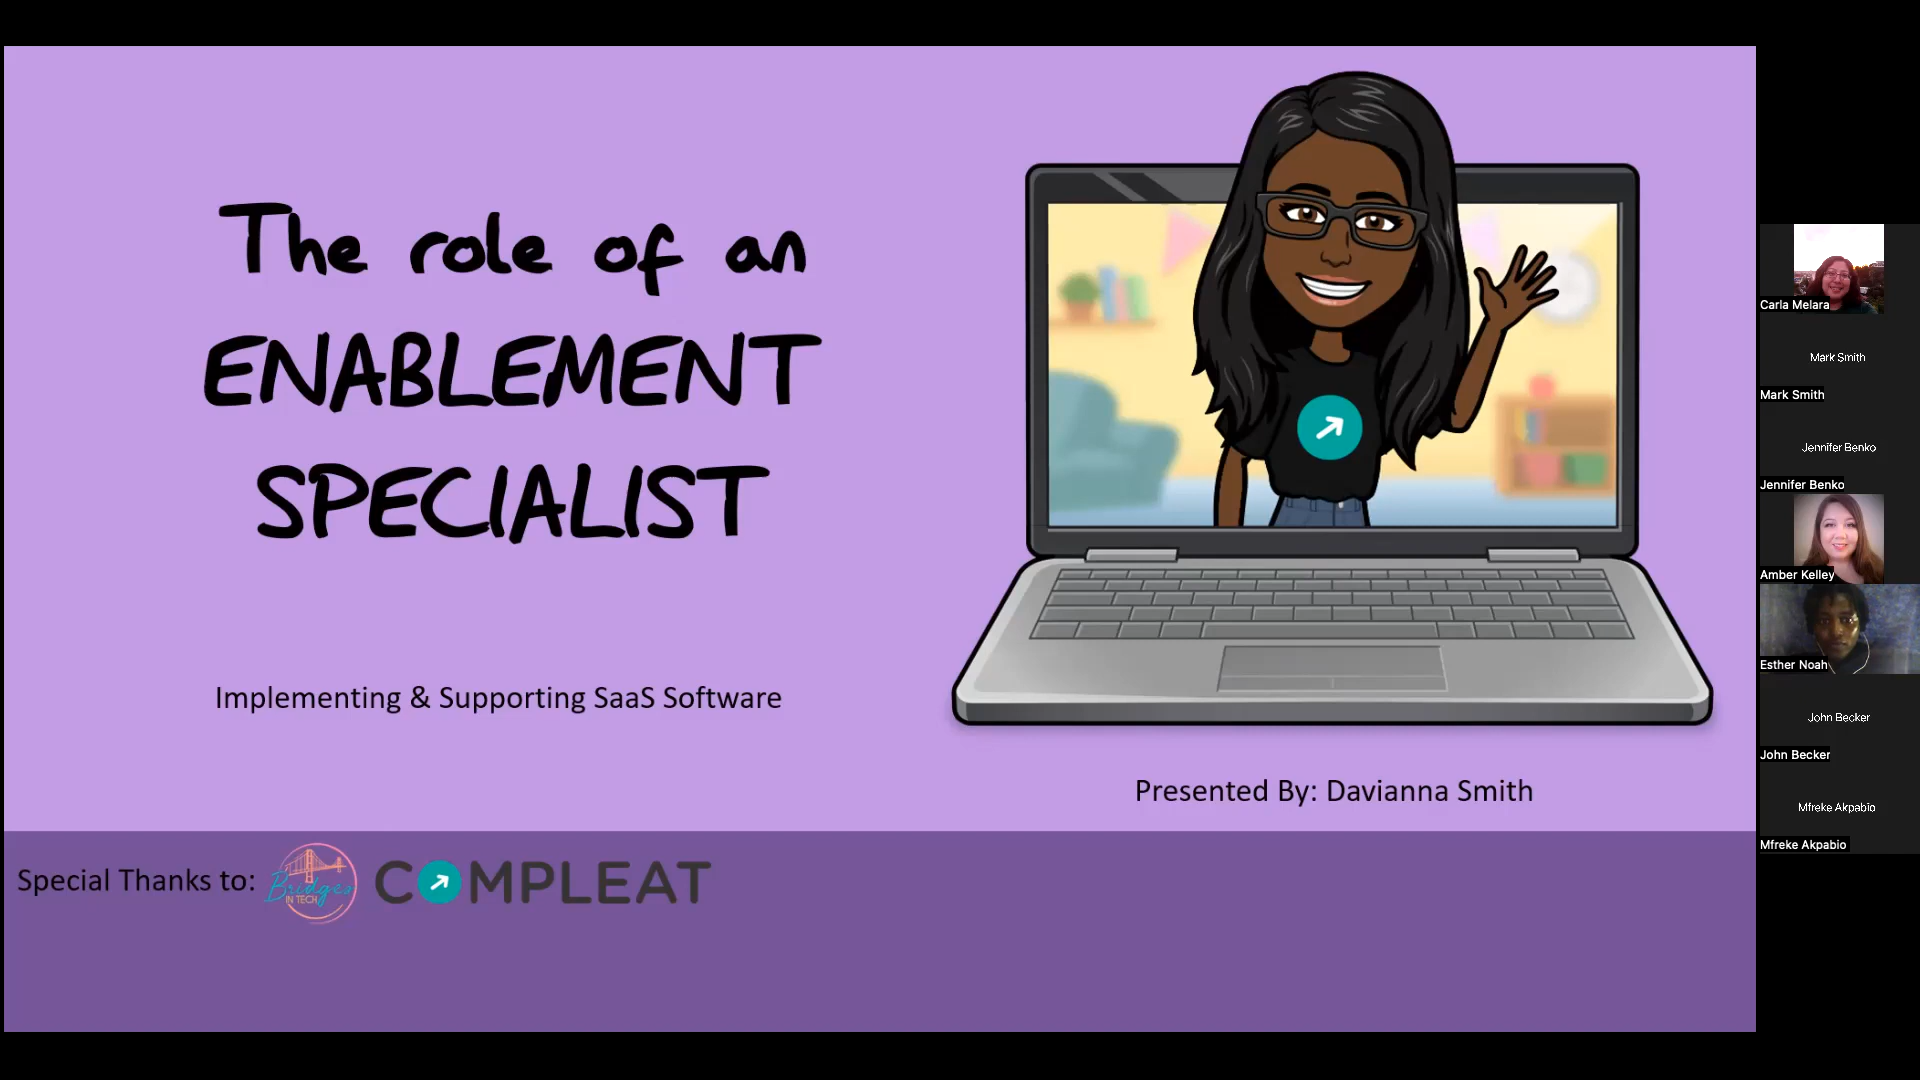 The role of an
ENABLEMENT
SPECIALIST
Implementing & Supporting SaaS Software
Presented By: Davianna Smith
Special Thanks to:
Bridges
IN TECH
COMPLEAT
Carla Melara
Mark Smith
Mark Smith
Jennifer Benko
Jennifer Benko
Amber Kelley
Esther Noah
John Becker
John Becker
Mfreke Akpabio
Mfreke Akpabio